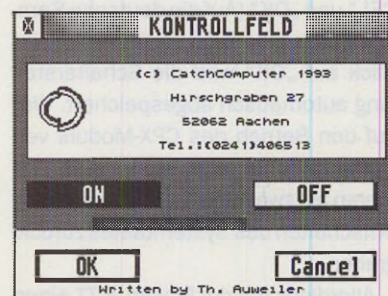 KONTROLLFELD
(c) CatchComputer 1993
Hirschgraben 27
52062 Aachen
Tel.:(0241)406513
ON OFF
OK Cancel
Written by Th. Auweiler